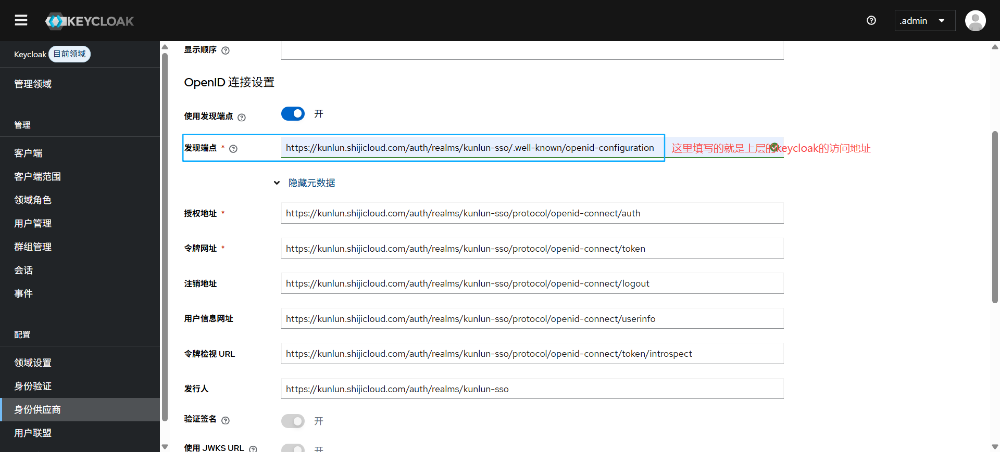 KEYCLOAK
.admin
Keycloak 目前领域
管理领域
管理
客户端
客户端范围
领域角色
用户管理
群组管理
会话
事件
配置
领域设置
身份验证
身份供应商
用户联盟
显示顺序
OpenID 连接设置
使用发现端点 开
发现端点 * https://kunlun.shijicloud.com/auth/realms/kunlun-sso/.well-known/openid-configuration 这里填写的就是上层的keycloak的访问地址
隐藏元数据
授权地址 * https://kunlun.shijicloud.com/auth/realms/kunlun-sso/protocol/openid-connect/auth
令牌网址 * https://kunlun.shijicloud.com/auth/realms/kunlun-sso/protocol/openid-connect/token
注销地址 https://kunlun.shijicloud.com/auth/realms/kunlun-sso/protocol/openid-connect/logout
用户信息网址 https://kunlun.shijicloud.com/auth/realms/kunlun-sso/protocol/openid-connect/userinfo
令牌检视 URL https://kunlun.shijicloud.com/auth/realms/kunlun-sso/protocol/openid-connect/token/introspect
发行人 https://kunlun.shijicloud.com/auth/realms/kunlun-sso
验证签名 开
使用 JWKS URL 开